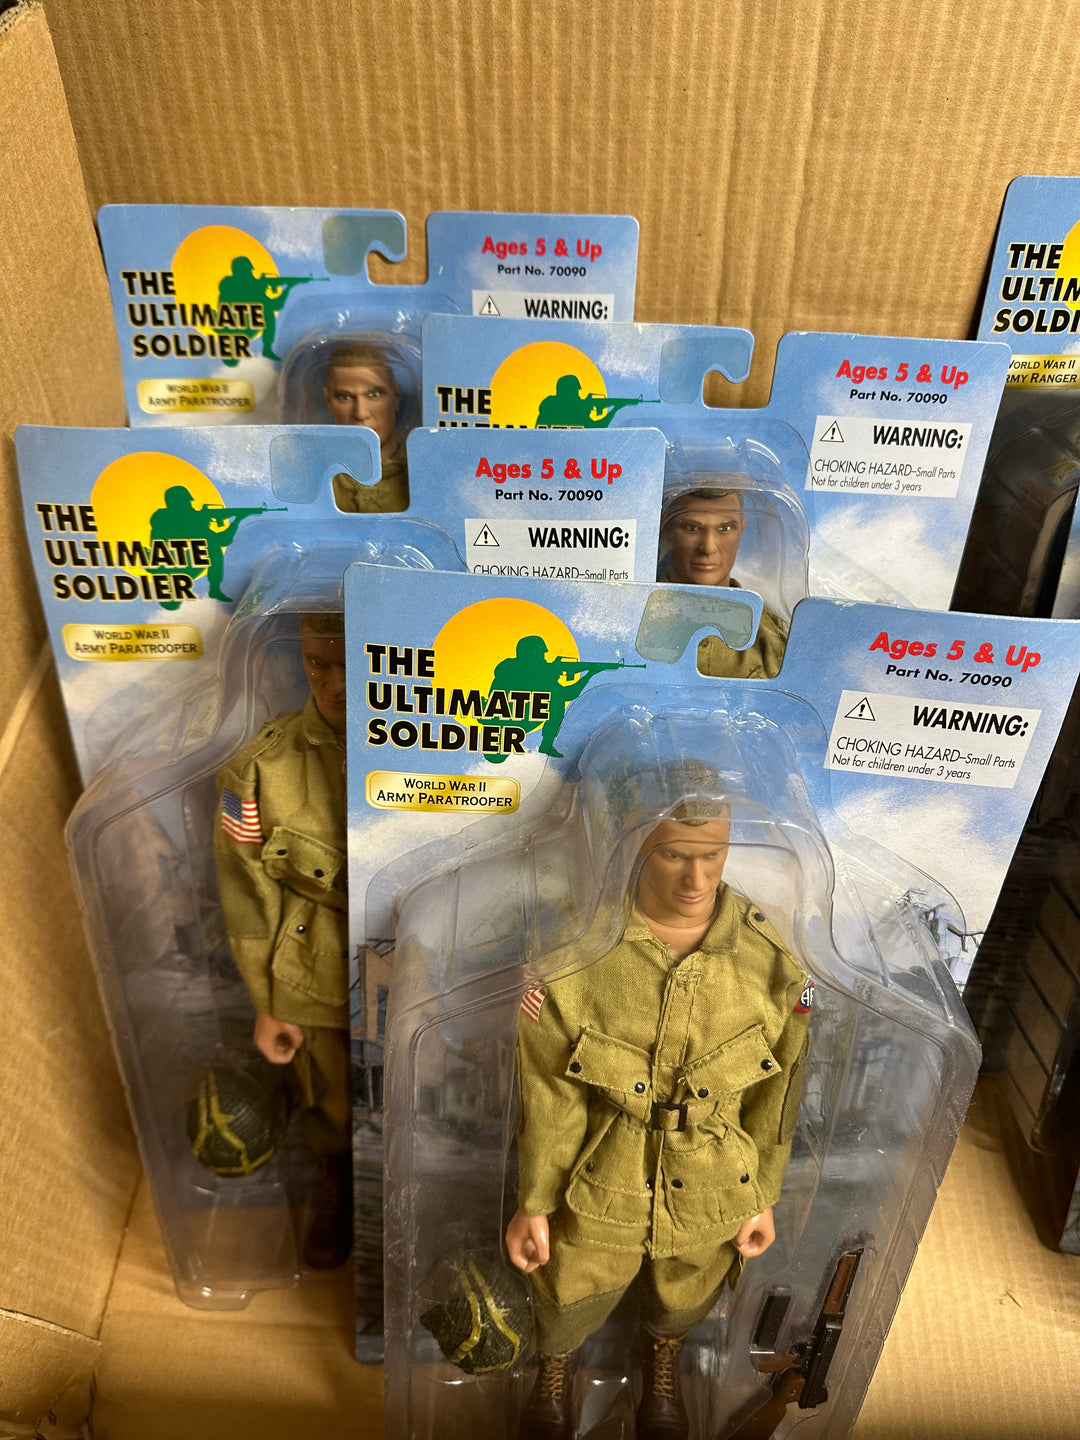 THE
ULTIMATE
SOLDIER
WORLD WAR II
ARMY PARATROOPER
Ages 5 & Up
Part No. 70090
WARNING:
THE
Ages 5 & Up
Part No. 70090
WARNING:
CHOKING HAZARD–Small Parts
Not for children under 3 years
THE
WORLD WAR II
ARMY RANGER
THE
ULTIMATE
SOLDIER
WORLD WAR II
ARMY PARATROOPER
Ages 5 & Up
Part No. 70090
WARNING:
CHOKING HAZARD–Small Parts
THE
ULTIMATE
SOLDIER
WORLD WAR II
ARMY PARATROOPER
Ages 5 & Up
Part No. 70090
WARNING:
CHOKING HAZARD–Small Parts
Not for children under 3 years